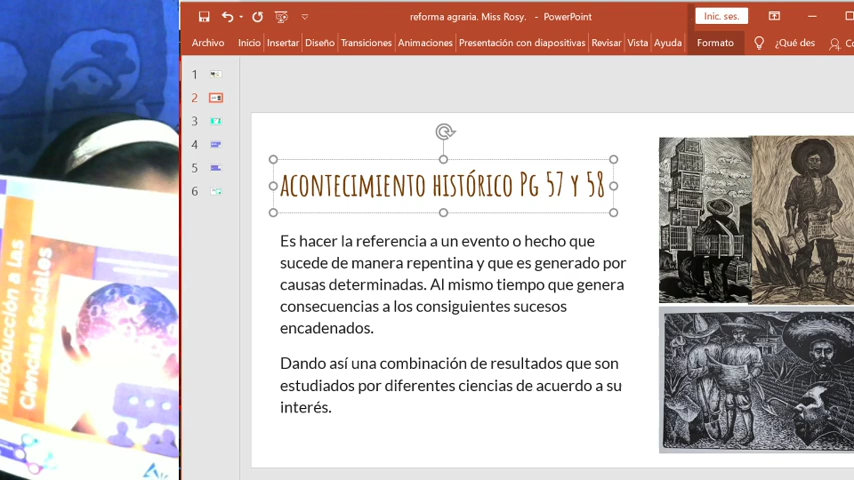 reforma agraria. Miss Rosy. - PowerPoint
Inic. ses.
Archivo Inicio Insertar Diseño Transiciones Animaciones Presentación con diapositivas Revisar Vista Ayuda Formato ¿Qué des
1
2
3
4
5
6
ACONTECIMIENTO HISTÓRICO Pg 57 Y 58
Es hacer la referencia a un evento o hecho que
sucede de manera repentina y que es generado por
causas determinadas. Al mismo tiempo que genera
consecuencias a los consiguientes sucesos
encadenados.
Dando así una combinación de resultados que son
estudiados por diferentes ciencias de acuerdo a su
interés.
Introducción a las
Ciencias Sociales